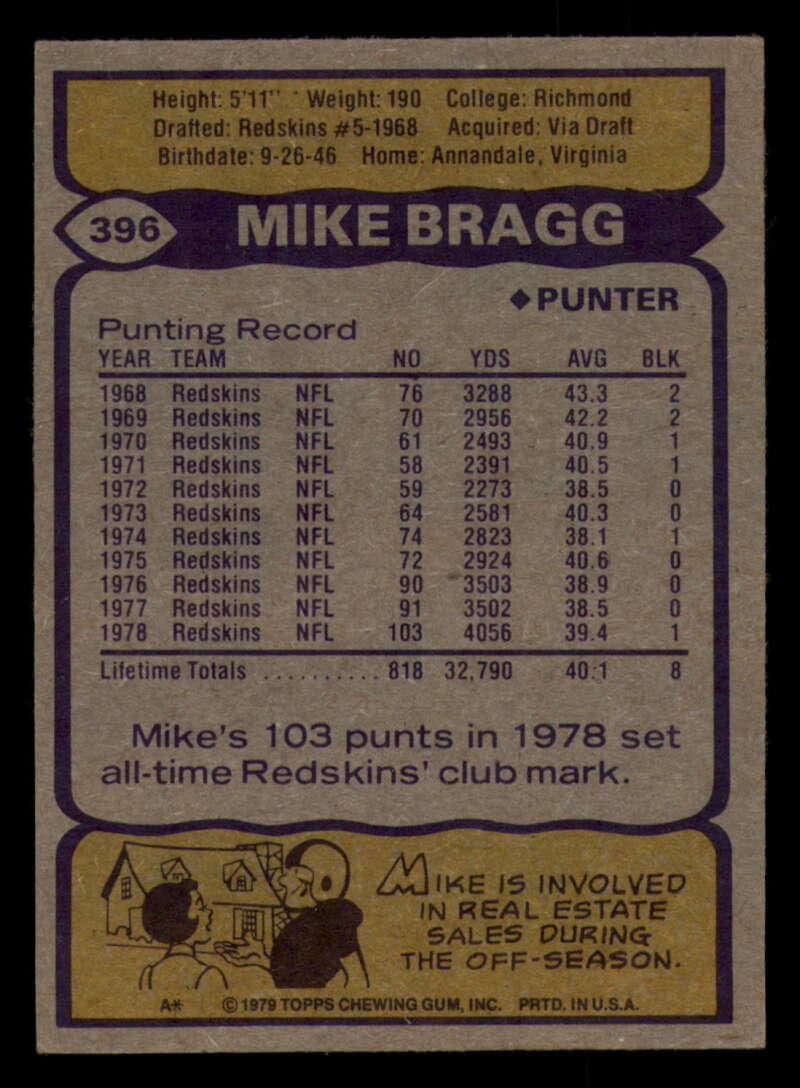 Height: 5'11" Weight: 190 College: Richmond
Drafted: Redskins #5-1968 Acquired: Via Draft
Birthdate: 9-26-46 Home: Annandale, Virginia
396 MIKE BRAGG
◆PUNTER
Punting Record
YEAR TEAM NO YDS AVG BLK
1968 Redskins NFL 76 3288 43.3 2
1969 Redskins NFL 70 2956 42.2 2
1970 Redskins NFL 61 2493 40.9 1
1971 Redskins NFL 58 2391 40.5 1
1972 Redskins NFL 59 2273 38.5 0
1973 Redskins NFL 64 2581 40.3 0
1974 Redskins NFL 74 2823 38.1 1
1975 Redskins NFL 72 2924 40.6 0
1976 Redskins NFL 90 3503 38.9 0
1977 Redskins NFL 91 3502 38.5 0
1978 Redskins NFL 103 4056 39.4 1
Lifetime Totals .......... 818 32,790 40.1 8
Mike's 103 punts in 1978 set
all-time Redskins' club mark.
MIKE IS INVOLVED
IN REAL ESTATE
SALES DURING
THE OFF-SEASON.
A* ©1979 TOPPS CHEWING GUM, INC. PRTD. IN U.S.A.